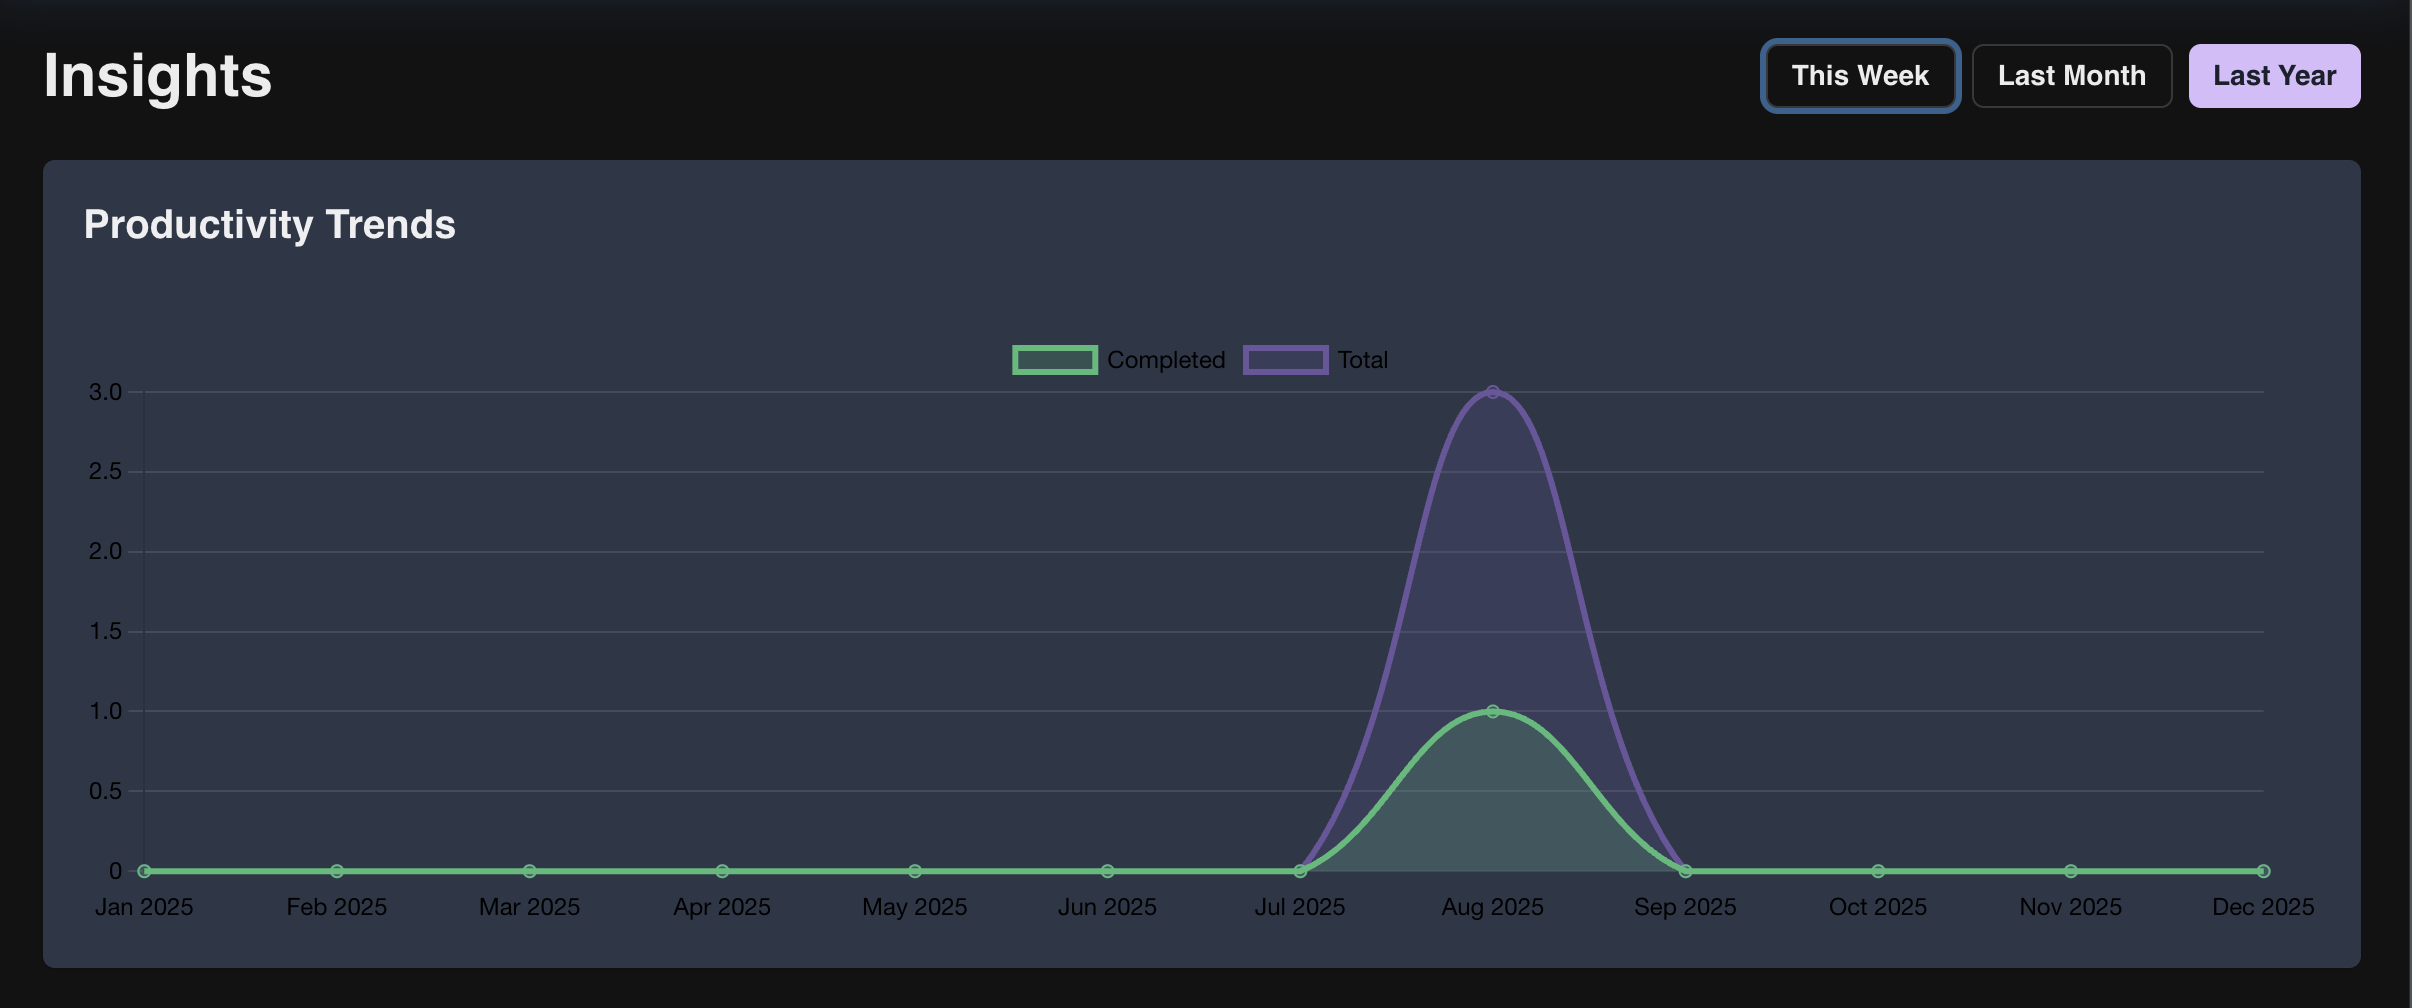 Insights
This Week
Last Month
Last Year
Productivity Trends
Completed
Total
3.0
2.5
2.0
1.5
1.0
0.5
0
Jan 2025
Feb 2025
Mar 2025
Apr 2025
May 2025
Jun 2025
Jul 2025
Aug 2025
Sep 2025
Oct 2025
Nov 2025
Dec 2025